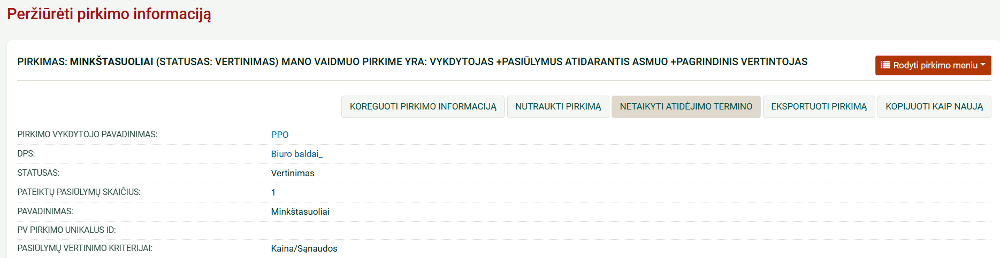 Peržiūrėti pirkimo informaciją
PIRKIMAS: MINKŠTASUOLIAI (STATUSAS: VERTINIMAS) MANO VAIDMUO PIRKIME YRA: VYKDYTOJAS +PASIŪLYMUS ATIDARANTIS ASMUO +PAGRINDINIS VERTINTOJAS
Rodyti pirkimo meniu
KOREGUOTI PIRKIMO INFORMACIJĄ NUTRAUKTI PIRKIMĄ NETAIKYTI ATIDĖJIMO TERMINO EKSPORTUOTI PIRKIMĄ KOPIJUOTI KAIP NAUJĄ
PIRKIMO VYKDYTOJO PAVADINIMAS: PPO
DPS: Biuro baldai_
STATUSAS: Vertinimas
PATEIKTŲ PASIŪLYMŲ SKAIČIUS: 1
PAVADINIMAS: Minkštasuoliai
PV PIRKIMO UNIKALUS ID:
PASIŪLYMŲ VERTINIMO KRITERIJAI: Kaina/Sąnaudos